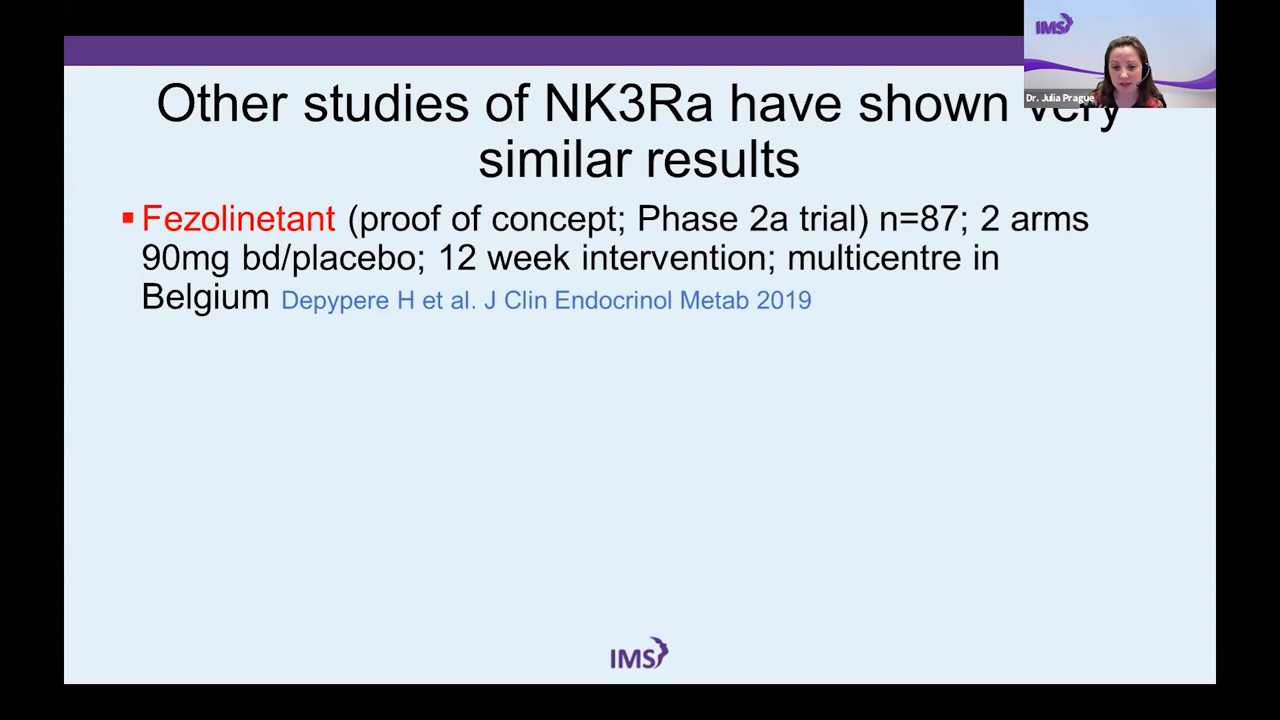 IMS
Dr. Julia Prague
Other studies of NK3Ra have shown very
similar results
Fezolinetant (proof of concept; Phase 2a trial) n=87; 2 arms
90mg bd/placebo; 12 week intervention; multicentre in
Belgium Depypere H et al. J Clin Endocrinol Metab 2019
IMS